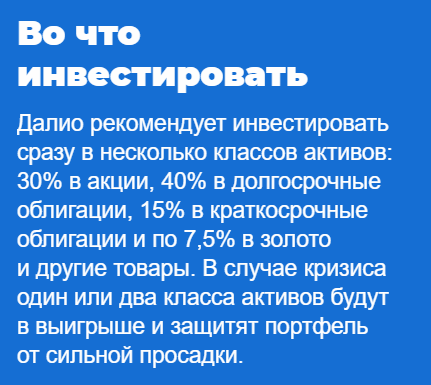 Во что
инвестировать
Далио рекомендует инвестировать
сразу в несколько классов активов:
30% в акции, 40% в долгосрочные
облигации, 15% в краткосрочные
облигации и по 7,5% в золото
и другие товары. В случае кризиса
один или два класса активов будут
в выигрыше и защитят портфель
от сильной просадки.